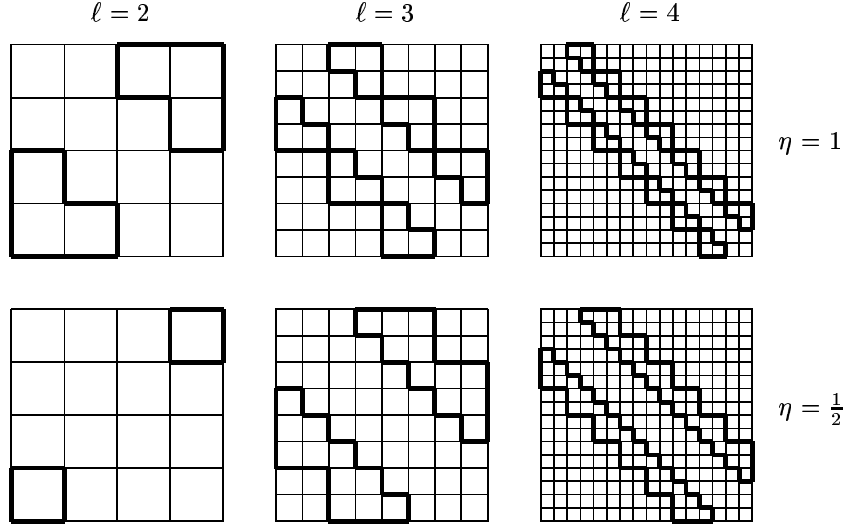 ℓ = 2 ℓ = 3 ℓ = 4
η = 1
η = 1/2